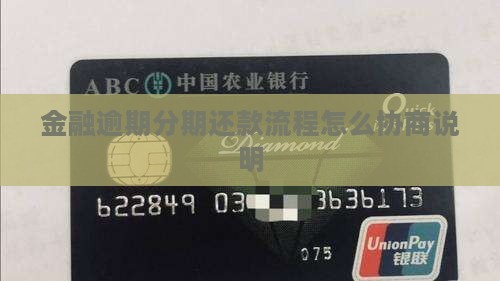 ABC 中国农业银行
Quick
金融逾期分期还款流程怎么协商说
明
Diamond
622849 03 3636173
075
UnionPay
银联